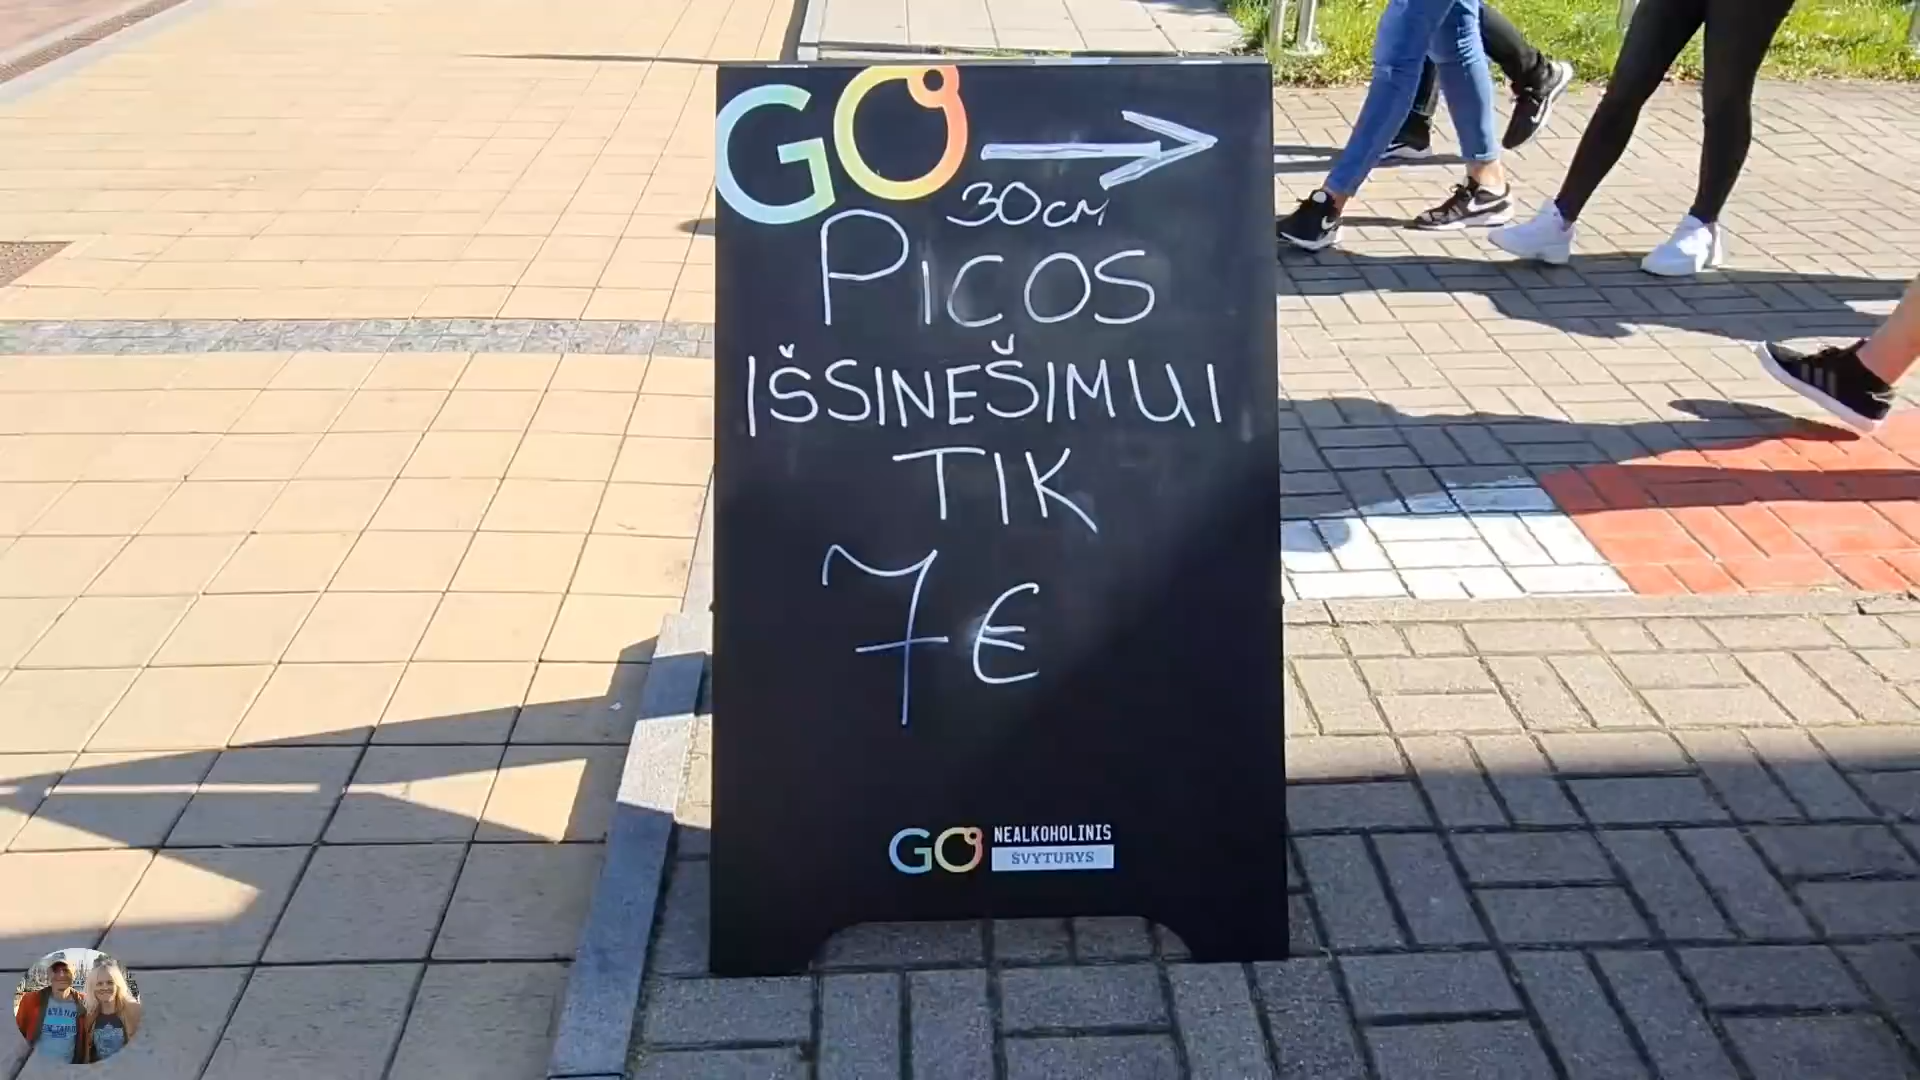 GO
30cm
PICOS
IŠSINEŠIMUI
TIK
7€
GO NEALKOHOLINIS
ŠVYTURYS